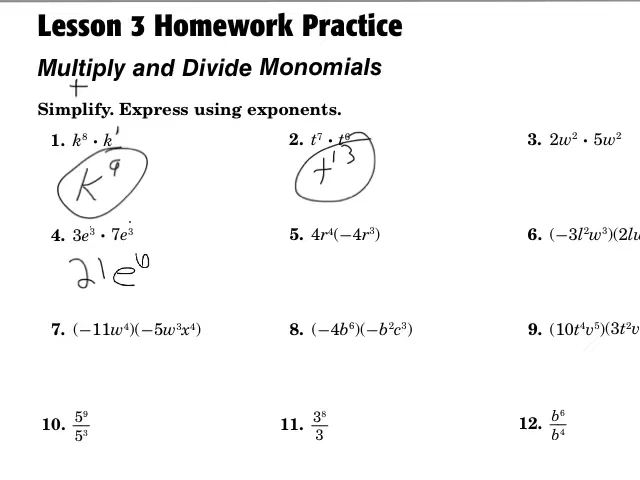 Lesson 3 Homework Practice
Multiply and Divide Monomials
+
Simplify. Express using exponents.
1. k⁸ · k¹ 2. t⁷ · t⁶ 3. 2w² · 5w²
k⁹ t¹³
4. 3e³ · 7e³ 5. 4r⁴(−4r³) 6. (−3l²w³)(2lw
21e⁶
7. (−11w⁴)(−5w³x⁴) 8. (−4b⁶)(−b²c³) 9. (10t⁴v⁵)(3t²v
10. 5⁹/5³ 11. 3⁸/3 12. b⁶/b⁴